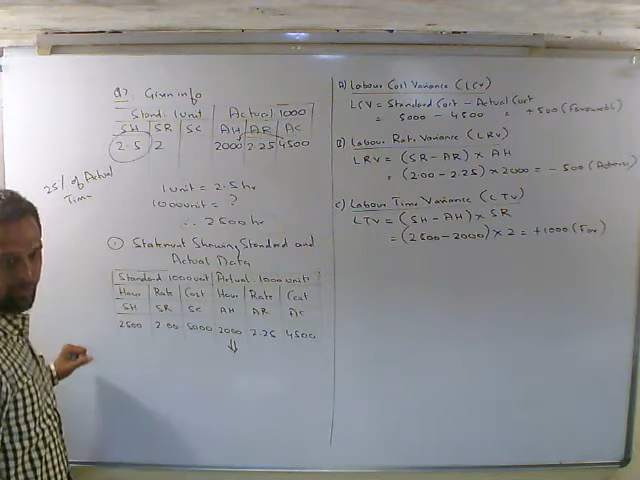 Q7 Given info
Stand: 1 Unit Actual 1000
SH SR SC AH AR AC
2.5 2 2000 2.25 4500
25% of Actual
Time
1 unit = 2.5 hr
1000 unit = ?
∴ 2500 hr
① Statement Showing Standard and
Actual Data
Standard 1000 unit Actual: 1000 unit
Hour Rate Cost Hour Rate Cost
SH SR SC AH AR AC
2500 2.00 5000 2000 2.25 4500
A) Labour Cost Variance (LCV)
LCV = Standard Cost - Actual Cost
= 5000 - 4500 = +500 (Favourable)
B) Labour Rate Variance (LRV)
LRV = (SR - AR) × AH
= (2.00 - 2.25) × 2000 = -500 (Adverse)
C) Labour Time Variance (LTV)
LTV = (SH - AH) × SR
= (2500 - 2000) × 2 = +1000 (Fav)